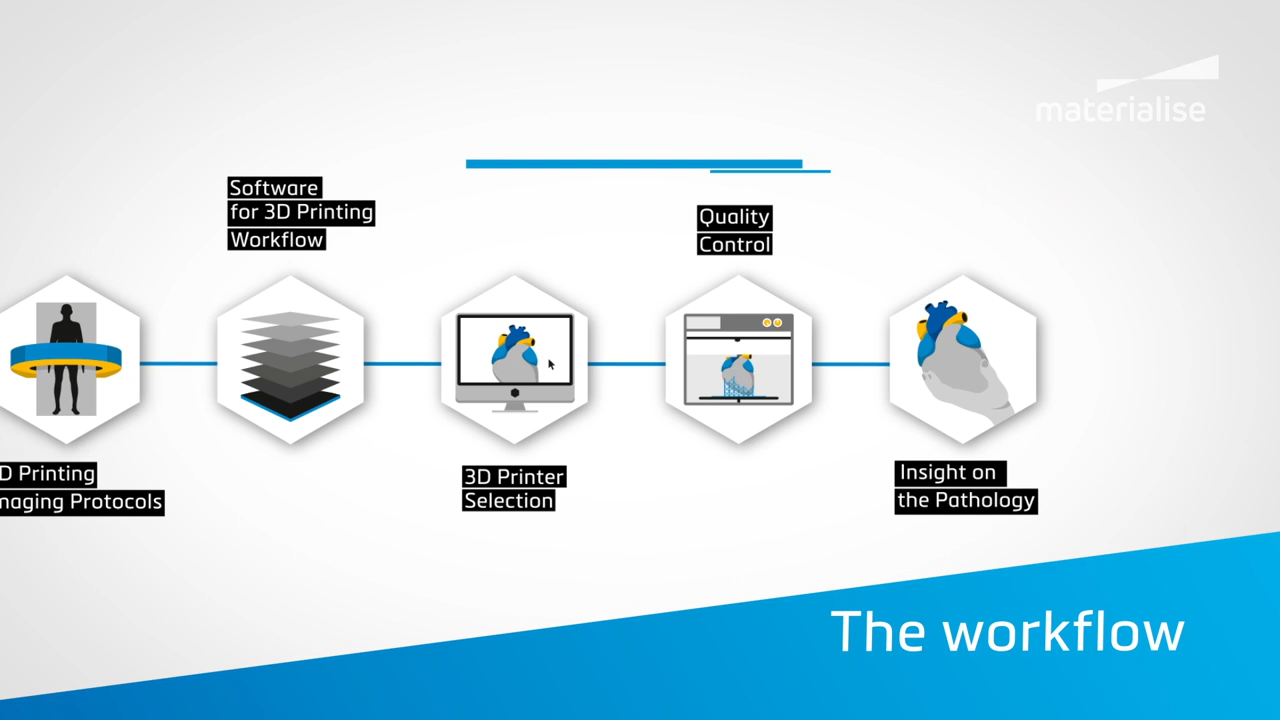 materialise
Software
for 3D Printing
Workflow
Quality
Control
D Printing
maging Protocols
3D Printer
Selection
Insight on
the Pathology
The workflow